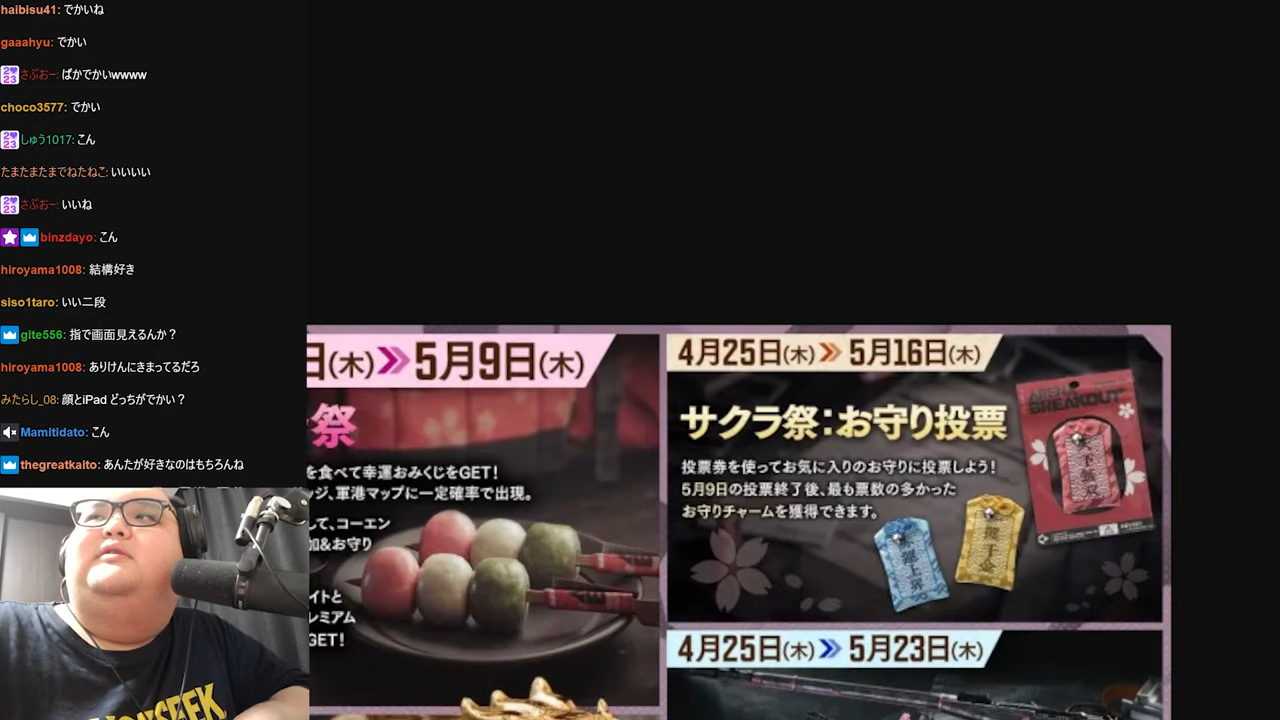 haibisu41: でかいね
gaaahyu: でかい
さぶおー: ばかでかいwwww
choco3577: でかい
しゅう1017: こん
たまたまたまでねたねこ: いいいい
さぶおー: いいね
binzdayo: こん
hiroyama1008: 結構好き
siso1taro: いい二段
gite556: 指で画面見えるんか？
hiroyama1008: ありけんにきまってるだろ
みたらし_08: 顔とiPad どっちがでかい？
Mamitidato: こん
thegreatkaito: あんたが好きなのはもちろんね
日(木) 5月9日(木)
祭
を食べて幸運おみくじをGET!
ッジ、軍港マップに一定確率で出現。
して、コーエン
加&お守り
イトと
レミアム
GET!
4月25日(木) 5月16日(木)
サクラ祭:お守り投票
投票券を使ってお気に入りのお守りに投票しよう!
5月9日の投票終了後、最も票数の多かった
お守りチャームを獲得できます。
ARENA
BREAKOUT
4月25日(木) 5月23日(木)